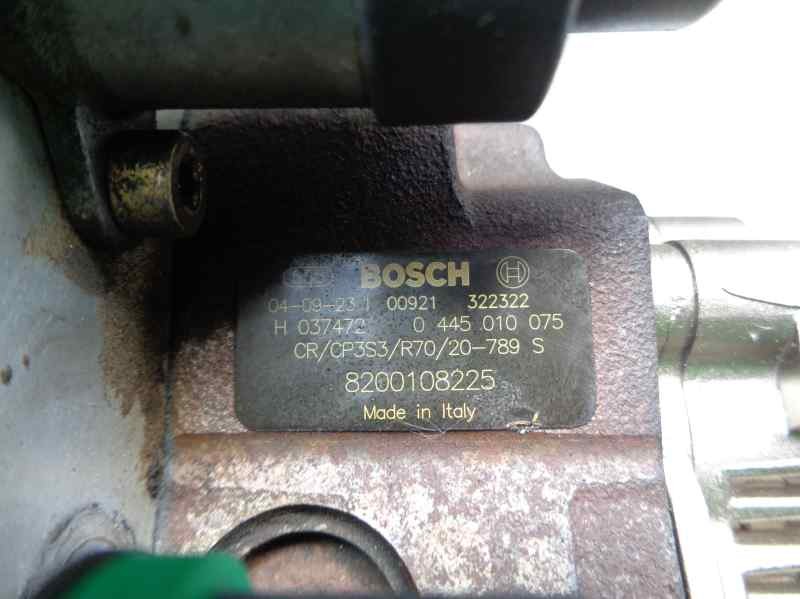 BOSCH
04-09-23 1 00921 322322
H 037472 0 445 010 075
CR/CP3S3/R70/20-789 S
8200108225
Made in Italy